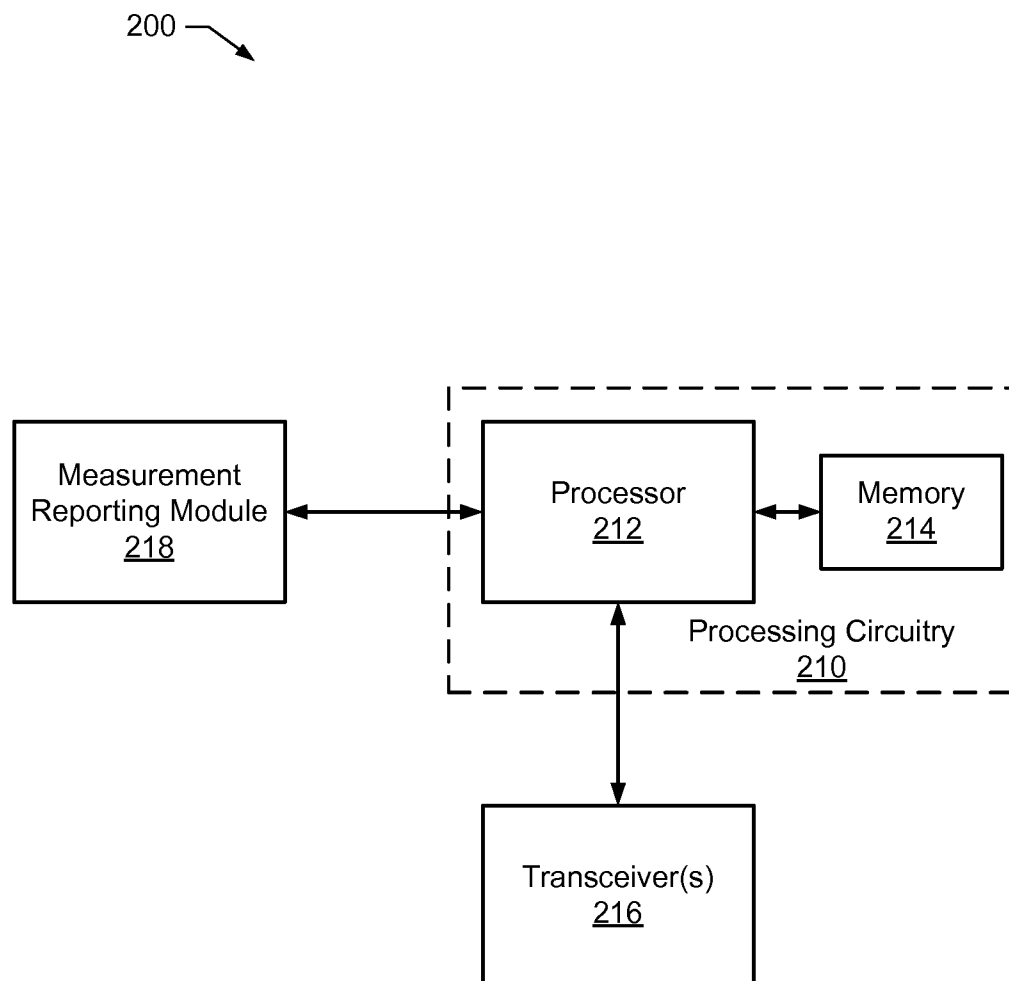 200
Measurement
Reporting Module
218
Processor
212
Memory
214
Processing Circuitry
210
Transceiver(s)
216